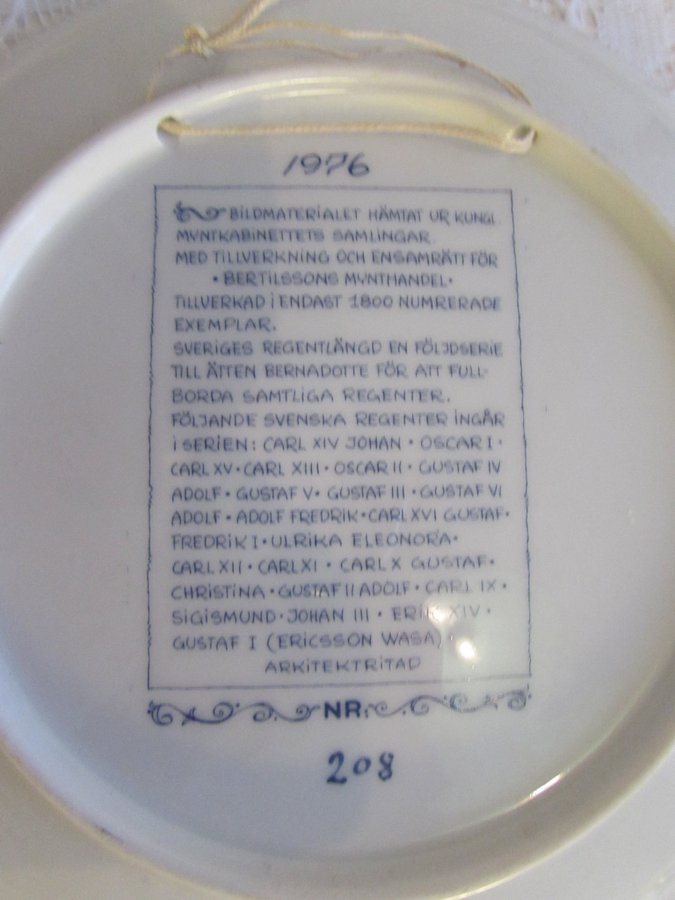 1976
BILDMATERIALET HÄMTAT UR KUNGL.
MYNTKABINETTETS SAMLINGAR.
MED TILLVERKNING OCH ENSAMRÄTT FÖR
• BERTILSSONS MYNTHANDEL•
TILLVERKAD i ENDAST 1800 NUMRERADE
EXEMPLAR.
SVERIGES REGENTLÄNGD EN FÖLJDSERIE
TILL ÄTTEN BERNADOTTE FÖR ATT FULL-
BORDA SAMTLIGA REGENTER.
FÖLJANDE SVENSKA REGENTER INGÅR
i SERIEN: CARL XIV JOHAN • OSCAR I •
CARL XV • CARL XIII • OSCAR II • GUSTAF IV
ADOLF • GUSTAF V • GUSTAF III • GUSTAF VI
ADOLF • ADOLF FREDRIK • CARL XVI GUSTAF•
FREDRIK I • ULRIKA ELEONORA•
CARL XII • CARL XI • CARL X GUSTAF•
CHRISTINA • GUSTAF II ADOLF • CARL IX •
SIGISMUND • JOHAN III • ERIK XIV •
GUSTAF I (ERICSSON WASA) •
ARKITEKTRITAD
NR.
208